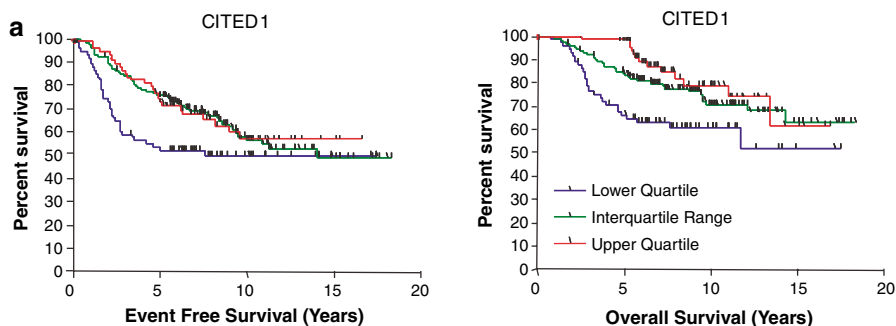 a
CITED1
Percent survival
100
90
80
70
60
50
40
30
20
10
0
0 5 10 15 20
Event Free Survival (Years)
CITED1
Percent survival
100
90
80
70
60
50
40
30
20
10
0
Lower Quartile
Interquartile Range
Upper Quartile
0 5 10 15 20
Overall Survival (Years)